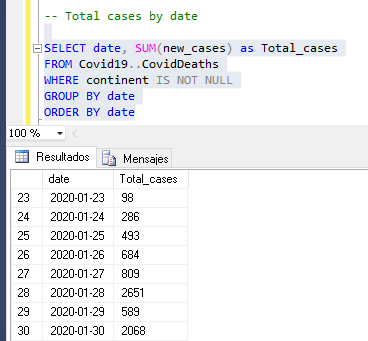 -- Total cases by date
SELECT date, SUM(new_cases) as Total_cases
FROM Covid19..CovidDeaths
WHERE continent IS NOT NULL
GROUP BY date
ORDER BY date
100 %
Resultados Mensajes
date Total_cases
23 2020-01-23 98
24 2020-01-24 286
25 2020-01-25 493
26 2020-01-26 684
27 2020-01-27 809
28 2020-01-28 2651
29 2020-01-29 589
30 2020-01-30 2068